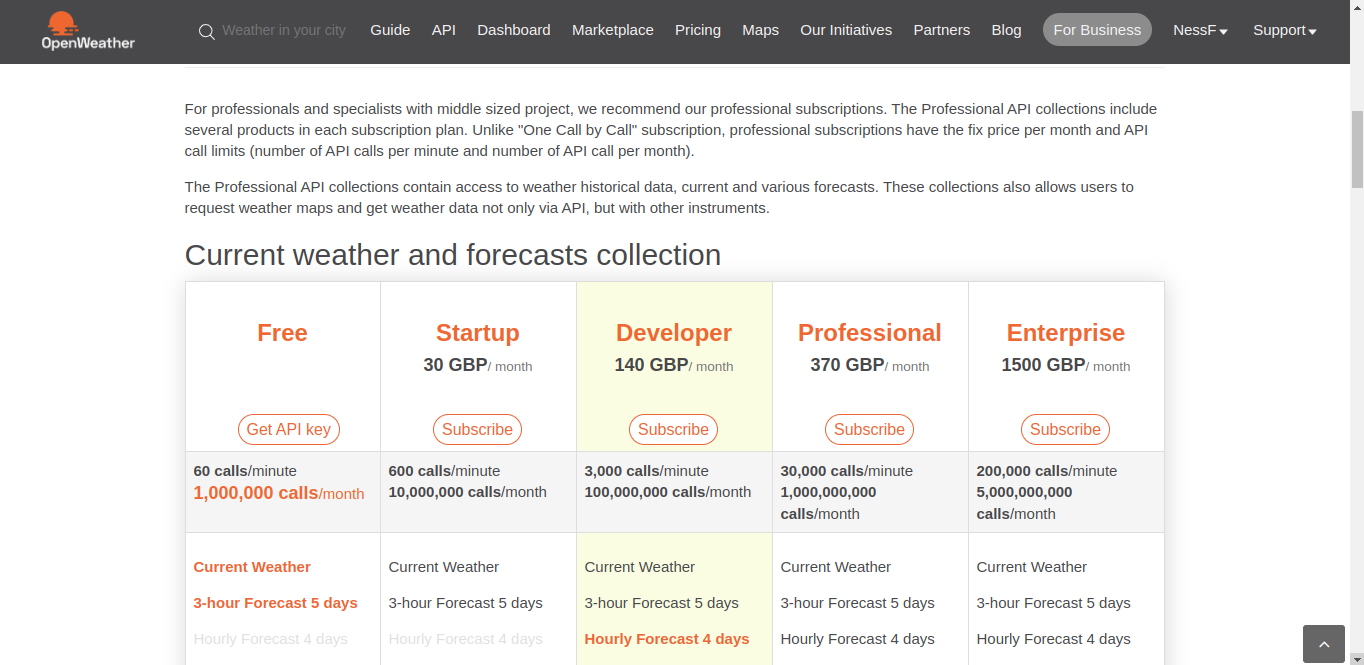 OpenWeather
Weather in your city
Guide
API
Dashboard
Marketplace
Pricing
Maps
Our Initiatives
Partners
Blog
For Business
NessF
Support
For professionals and specialists with middle sized project, we recommend our professional subscriptions. The Professional API collections include
several products in each subscription plan. Unlike "One Call by Call" subscription, professional subscriptions have the fix price per month and API
call limits (number of API calls per minute and number of API call per month).
The Professional API collections contain access to weather historical data, current and various forecasts. These collections also allows users to
request weather maps and get weather data not only via API, but with other instruments.
Current weather and forecasts collection
Free
Startup
Developer
Professional
Enterprise
30 GBP/ month
140 GBP/ month
370 GBP/ month
1500 GBP/ month
Get API key
Subscribe
Subscribe
Subscribe
Subscribe
60 calls/minute
1,000,000 calls/month
600 calls/minute
10,000,000 calls/month
3,000 calls/minute
100,000,000 calls/month
30,000 calls/minute
1,000,000,000
calls/month
200,000 calls/minute
5,000,000,000
calls/month
Current Weather
Current Weather
Current Weather
Current Weather
Current Weather
3-hour Forecast 5 days
3-hour Forecast 5 days
3-hour Forecast 5 days
3-hour Forecast 5 days
3-hour Forecast 5 days
Hourly Forecast 4 days
Hourly Forecast 4 days
Hourly Forecast 4 days
Hourly Forecast 4 days
Hourly Forecast 4 days